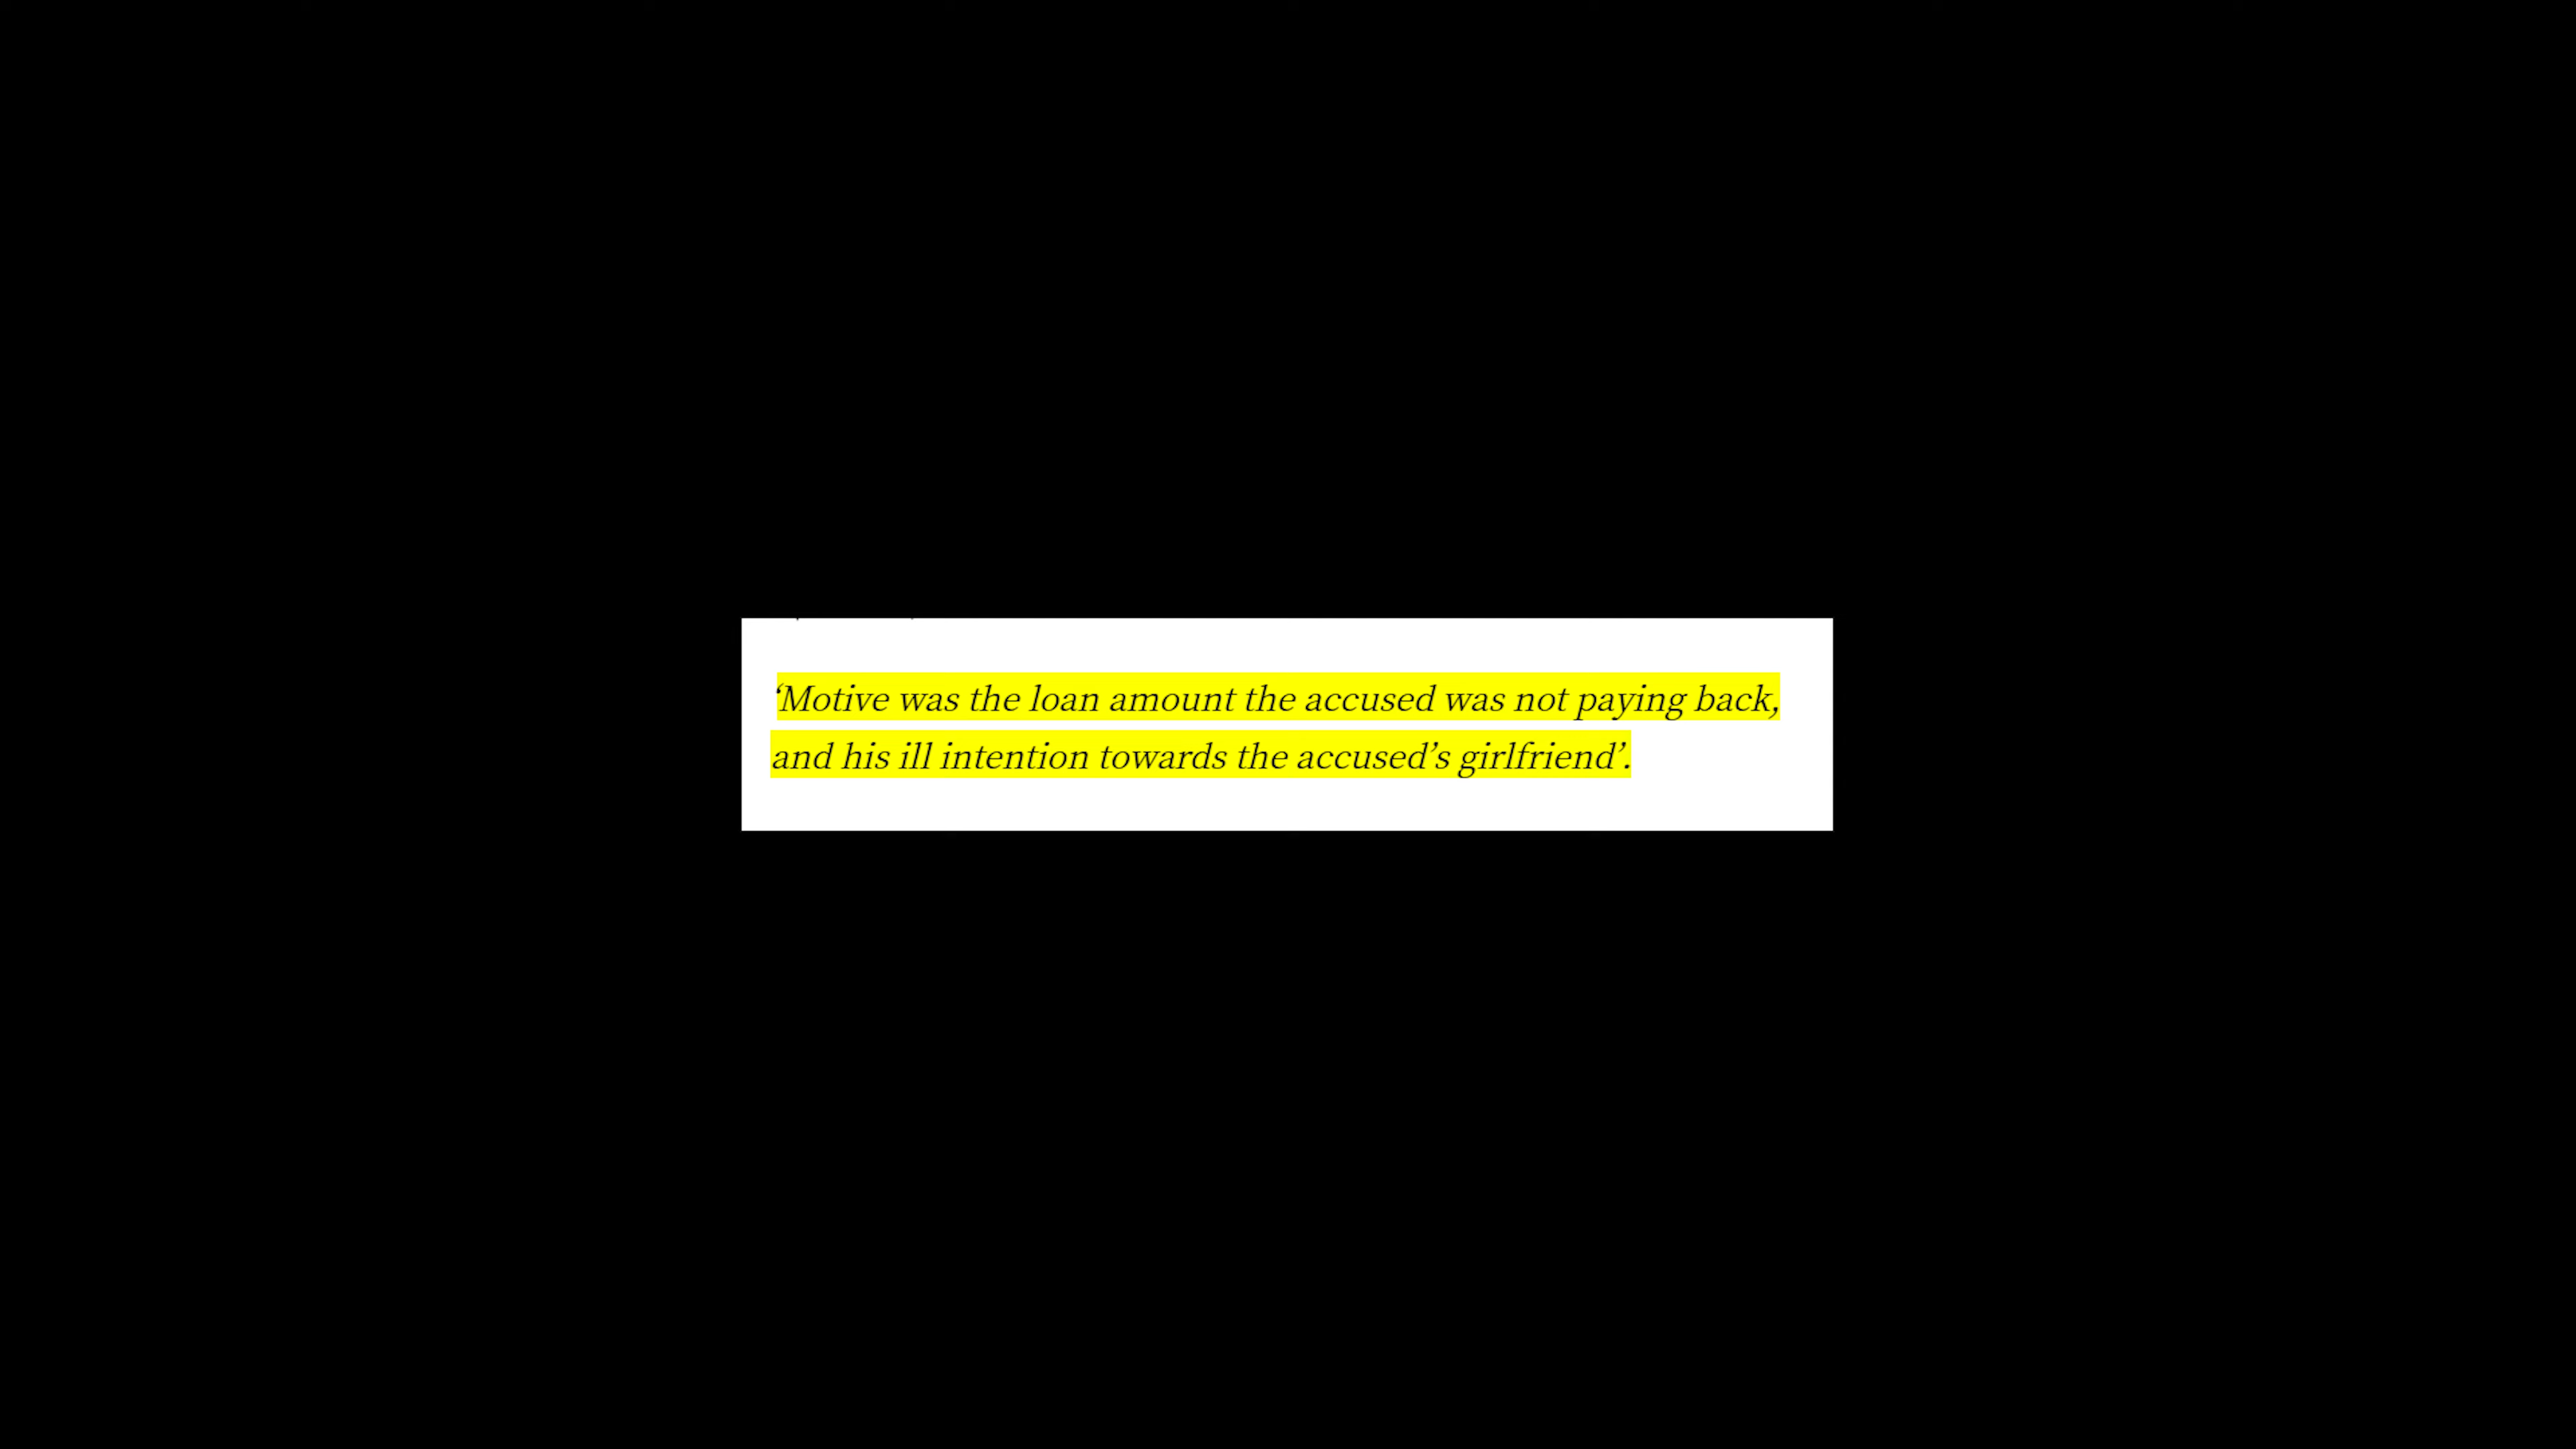 ‘Motive was the loan amount the accused was not paying back,
and his ill intention towards the accused’s girlfriend’.